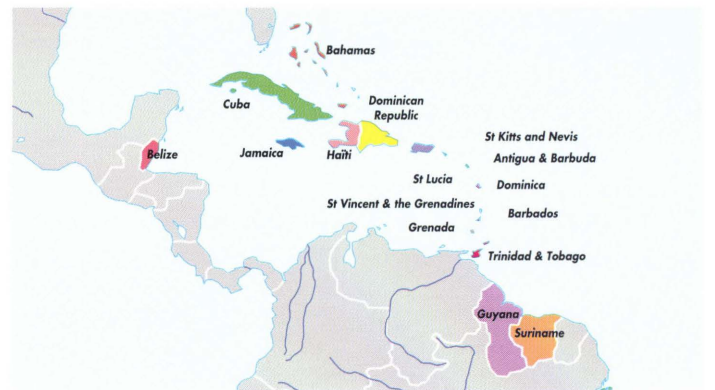 Bahamas
Cuba
Dominican
Republic
St Kitts and Nevis
Belize
Jamaica
Haïti
Antigua & Barbuda
St Lucia
Dominica
St Vincent & the Grenadines
Barbados
Grenada
Trinidad & Tobago
Guyana
Suriname